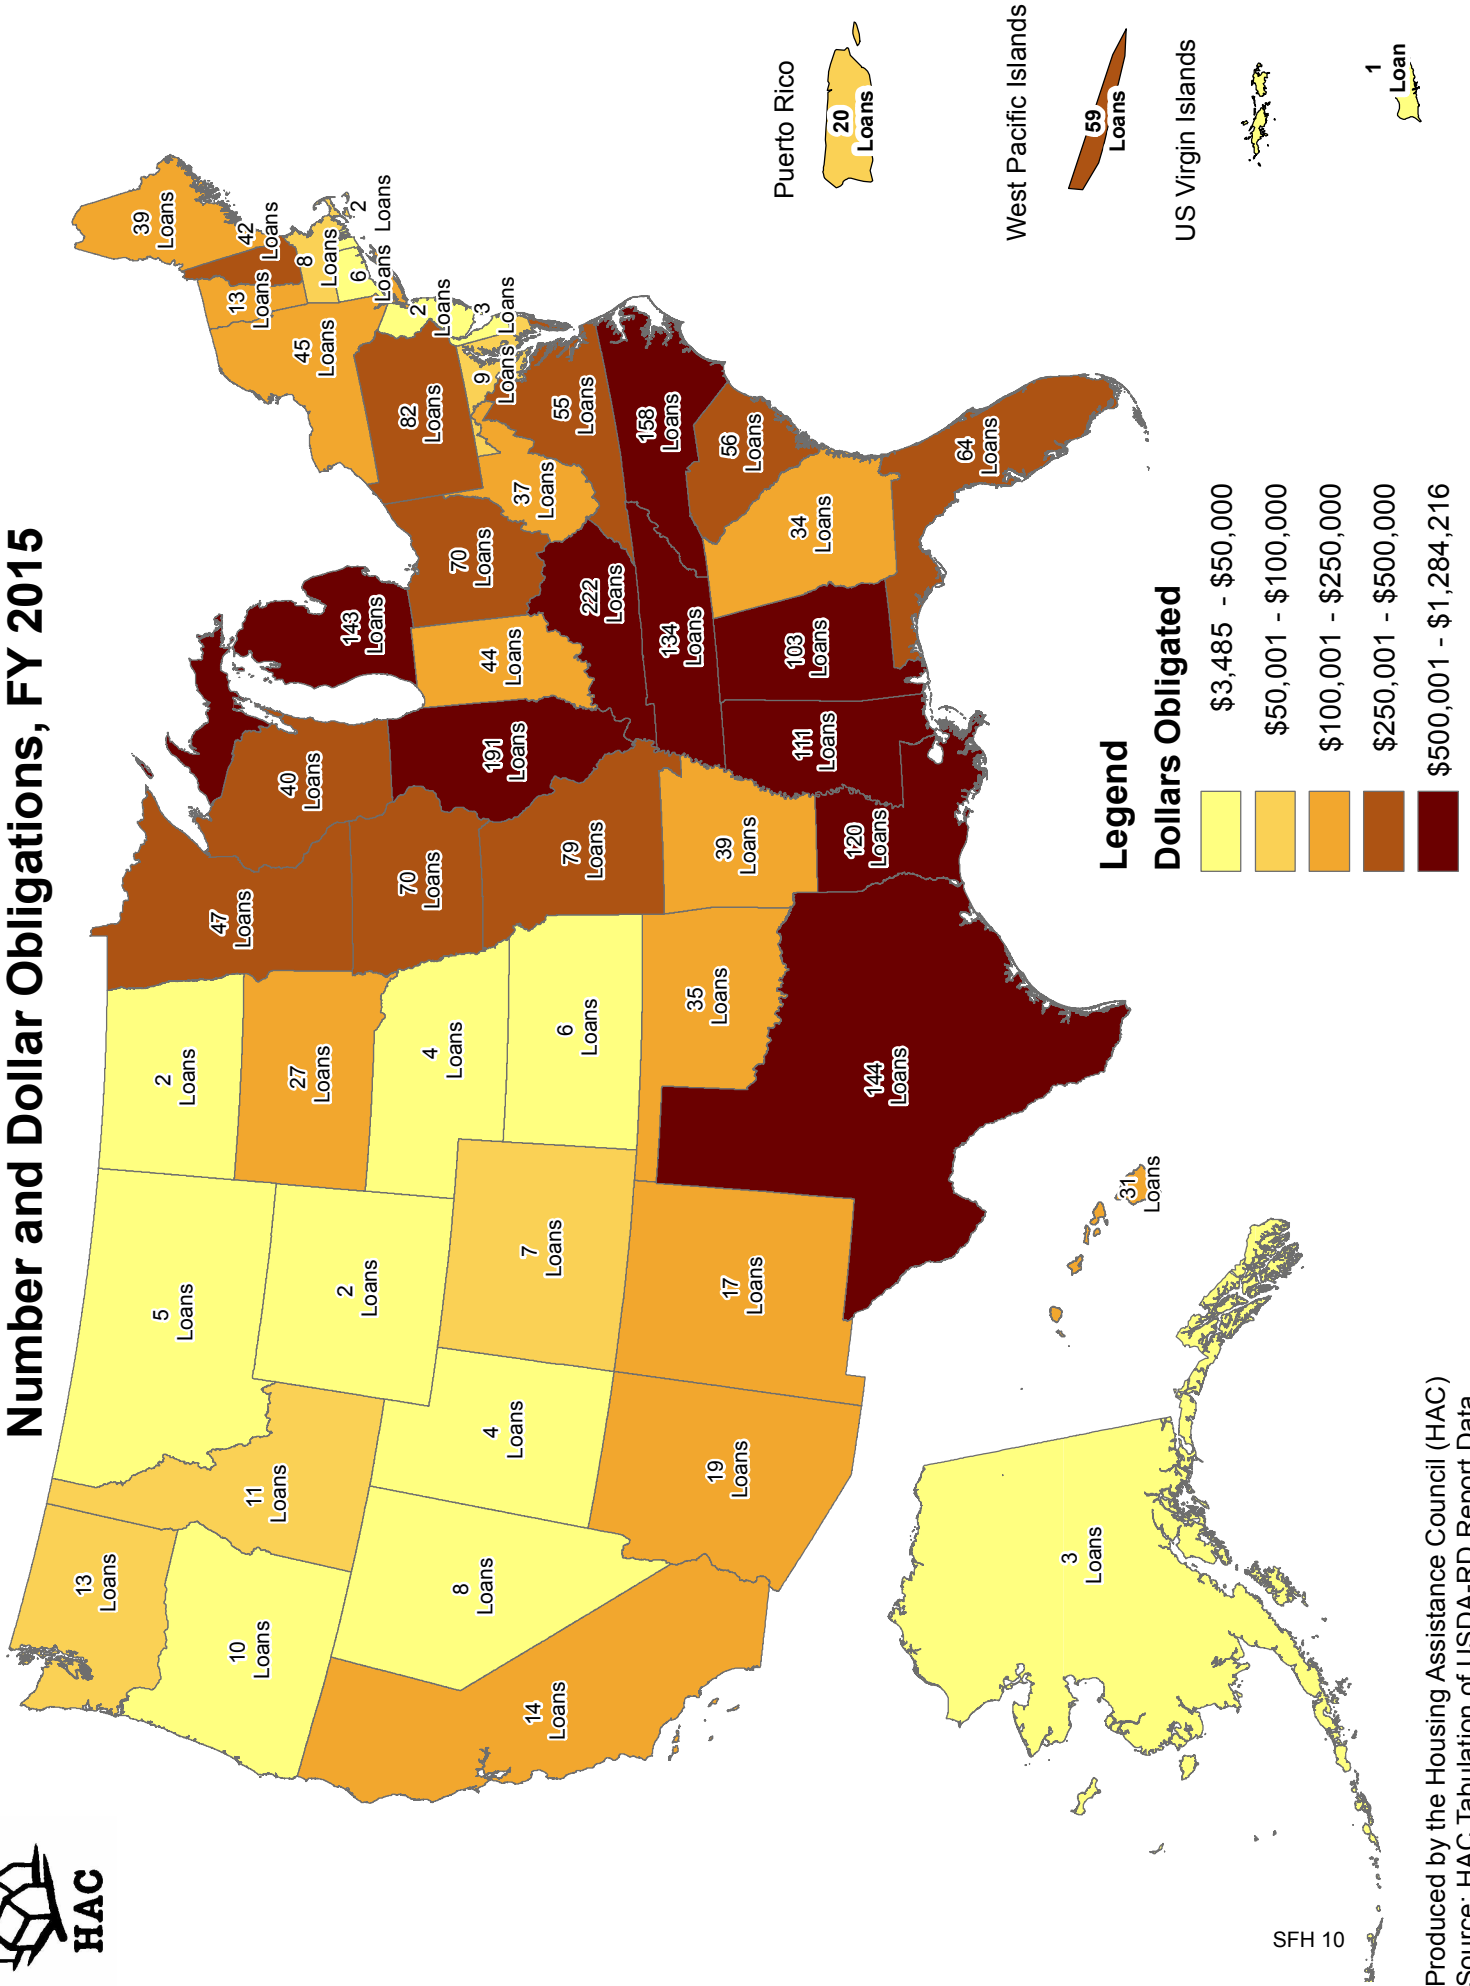 Number and Dollar Obligations, FY 2015
HAC
13
Loans
10
Loans
14
Loans
8
Loans
11
Loans
5
Loans
2
Loans
4
Loans
19
Loans
7
Loans
17
Loans
2
Loans
27
Loans
4
Loans
6
Loans
35
Loans
144
Loans
47
Loans
70
Loans
79
Loans
39
Loans
120
Loans
40
Loans
191
Loans
111
Loans
143
Loans
44
Loans
70
Loans
222
Loans
134
Loans
103
Loans
34
Loans
64
Loans
56
Loans
158
Loans
55
Loans
37
Loans
82
Loans
45
Loans
9
Loans
3
Loans
2
Loans
13
Loans
42
Loans
39
Loans
8
Loans
6
Loans
2
Loans
3
Loans
31
Loans
Puerto Rico
20
Loans
West Pacific Islands
59
Loans
US Virgin Islands
1
Loan
Legend
Dollars Obligated
$3,485 - $50,000
$50,001 - $100,000
$100,001 - $250,000
$250,001 - $500,000
$500,001 - $1,284,216
SFH 10
Produced by the Housing Assistance Council (HAC)
Source: HAC Tabulation of USDA-RD Report Data